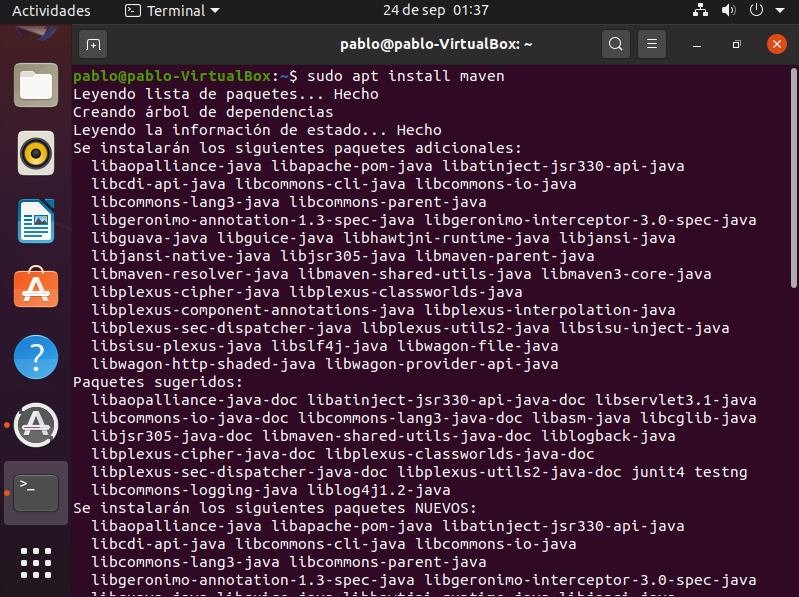 Actividades
Terminal
24 de sep 01:37
pablo@pablo-VirtualBox: ~
pablo@pablo-VirtualBox:~$ sudo apt install maven
Leyendo lista de paquetes... Hecho
Creando árbol de dependencias
Leyendo la información de estado... Hecho
Se instalarán los siguientes paquetes adicionales:
libaopalliance-java libapache-pom-java libatinject-jsr330-api-java
libcdi-api-java libcommons-cli-java libcommons-io-java
libcommons-lang3-java libcommons-parent-java
libgeronimo-annotation-1.3-spec-java libgeronimo-interceptor-3.0-spec-java
libguava-java libguice-java libhawtjni-runtime-java libjansi-java
libjansi-native-java libjsr305-java libmaven-parent-java
libmaven-resolver-java libmaven-shared-utils-java libmaven3-core-java
libplexus-cipher-java libplexus-classworlds-java
libplexus-component-annotations-java libplexus-interpolation-java
libplexus-sec-dispatcher-java libplexus-utils2-java libsisu-inject-java
libsisu-plexus-java libslf4j-java libwagon-file-java
libwagon-http-shaded-java libwagon-provider-api-java
Paquetes sugeridos:
libaopalliance-java-doc libatinject-jsr330-api-java-doc libservlet3.1-java
libcommons-io-java-doc libcommons-lang3-java-doc libasm-java libcglib-java
libjsr305-java-doc libmaven-shared-utils-java-doc liblogback-java
libplexus-cipher-java-doc libplexus-classworlds-java-doc
libplexus-sec-dispatcher-java-doc libplexus-utils2-java-doc junit4 testng
libcommons-logging-java liblog4j1.2-java
Se instalarán los siguientes paquetes NUEVOS:
libaopalliance-java libapache-pom-java libatinject-jsr330-api-java
libcdi-api-java libcommons-cli-java libcommons-io-java
libcommons-lang3-java libcommons-parent-java
libgeronimo-annotation-1.3-spec-java libgeronimo-interceptor-3.0-spec-java
libguava-java libguice-java libhawtjni-runtime-java libjansi-java